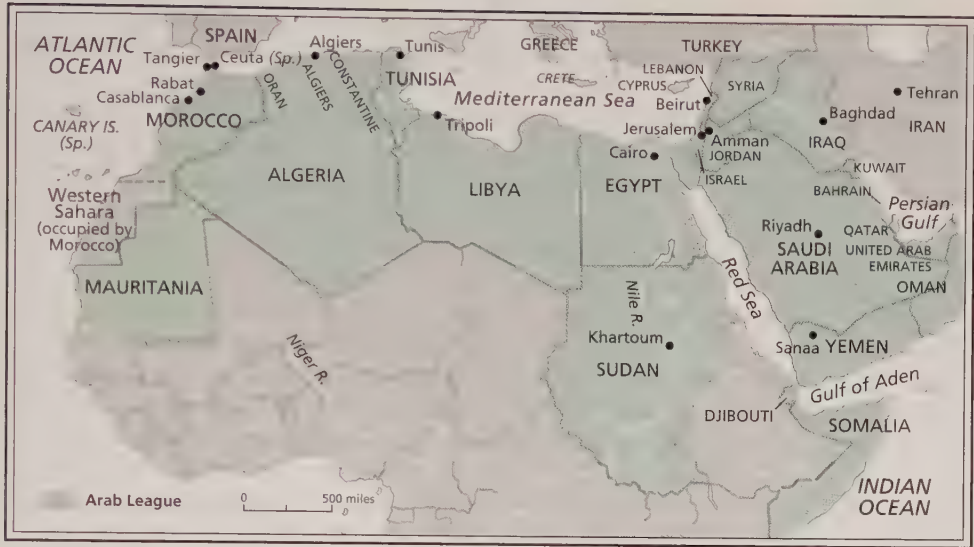 ATLANTIC
OCEAN
SPAIN
Algiers
Tunis
GREECE
TURKEY
Tangier
Ceuta (Sp.)
ORAN
ALGIERS
CONSTANTINE
TUNISIA
CRETE
CYPRUS
LEBANON
SYRIA
Tehran
Rabat
Casablanca
MOROCCO
Mediterranean Sea
Beirut
Baghdad
IRAN
CANARY IS.
(Sp.)
Tripoli
Jerusalem
Amman
JORDAN
IRAQ
Cairo
KUWAIT
ALGERIA
LIBYA
EGYPT
ISRAEL
BAHRAIN
Persian
Gulf
Western
Sahara
(occupied by
Morocco)
Riyadh
QATAR
SAUDI
ARABIA
UNITED ARAB
EMIRATES
OMAN
MAURITANIA
Red Sea
Nile R.
Niger R.
Khartoum
SUDAN
Sanaa
YEMEN
Gulf of Aden
DJIBOUTI
SOMALIA
Arab League
0
500 miles
0
INDIAN
OCEAN